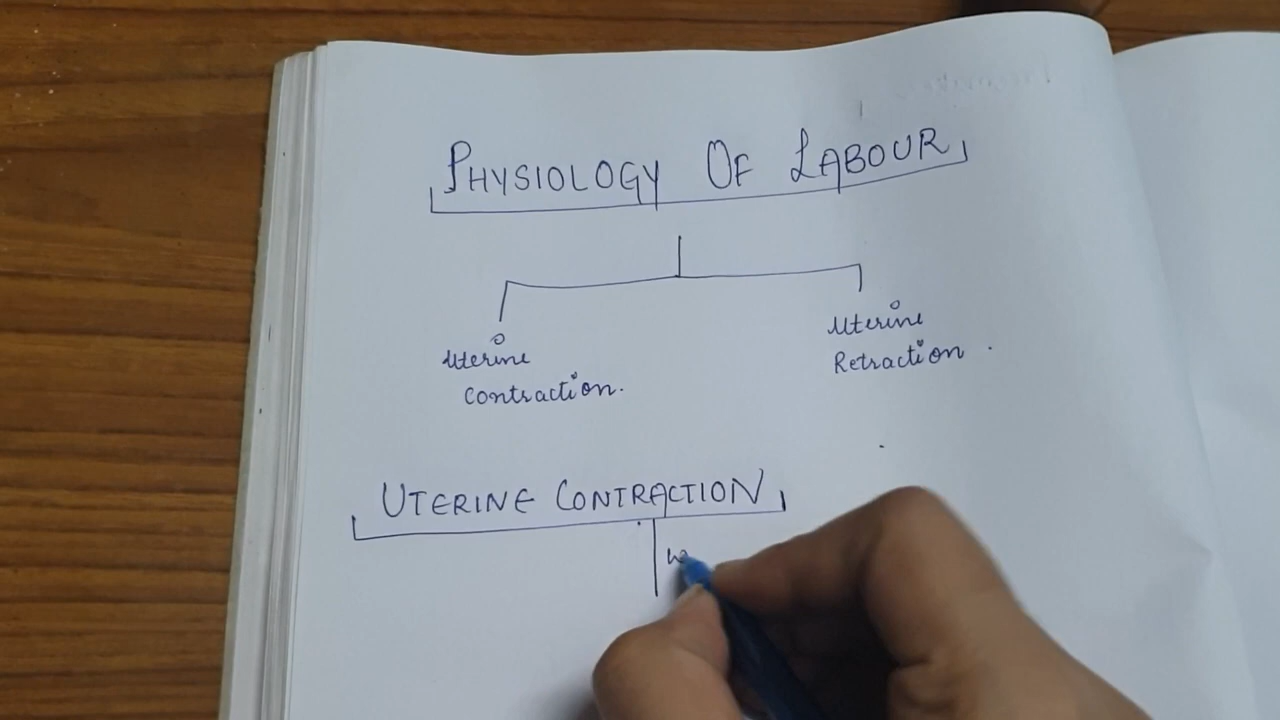 PHYSIOLOGY OF LABOUR
Uterine
Contraction.
Uterine
Retraction.
UTERINE CONTRACTION